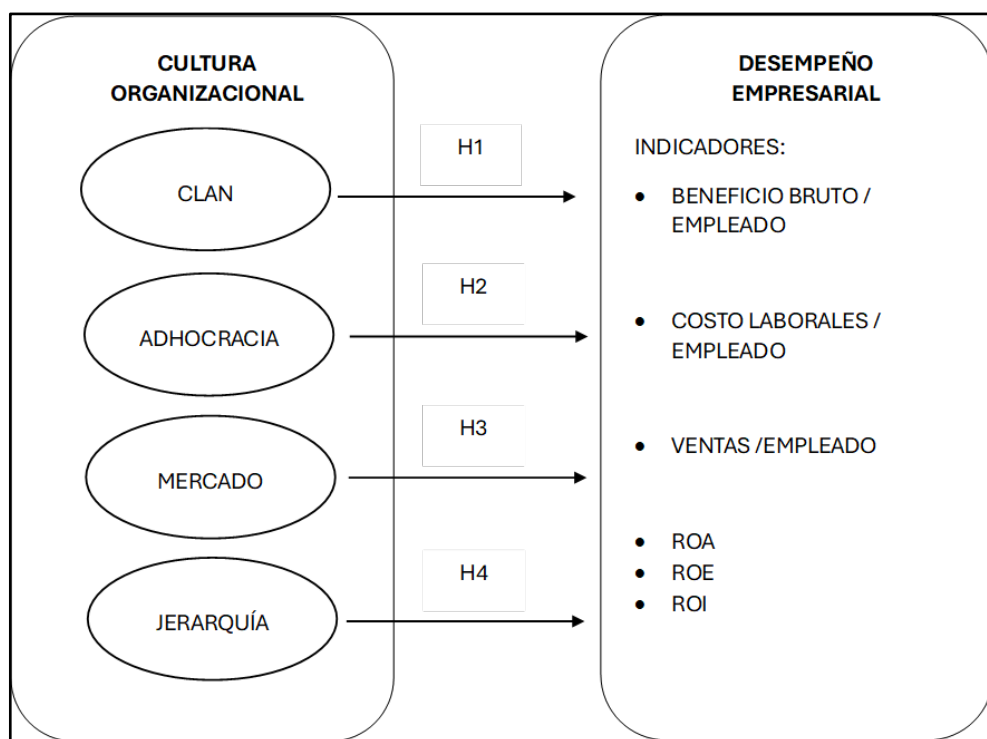 CULTURA
ORGANIZACIONAL
CLAN
ADHOCRACIA
MERCADO
JERARQUÍA
H1
H2
H3
H4
DESEMPEÑO
EMPRESARIAL
INDICADORES:
• BENEFICIO BRUTO /
EMPLEADO
• COSTO LABORALES /
EMPLEADO
• VENTAS /EMPLEADO
• ROA
• ROE
• ROI